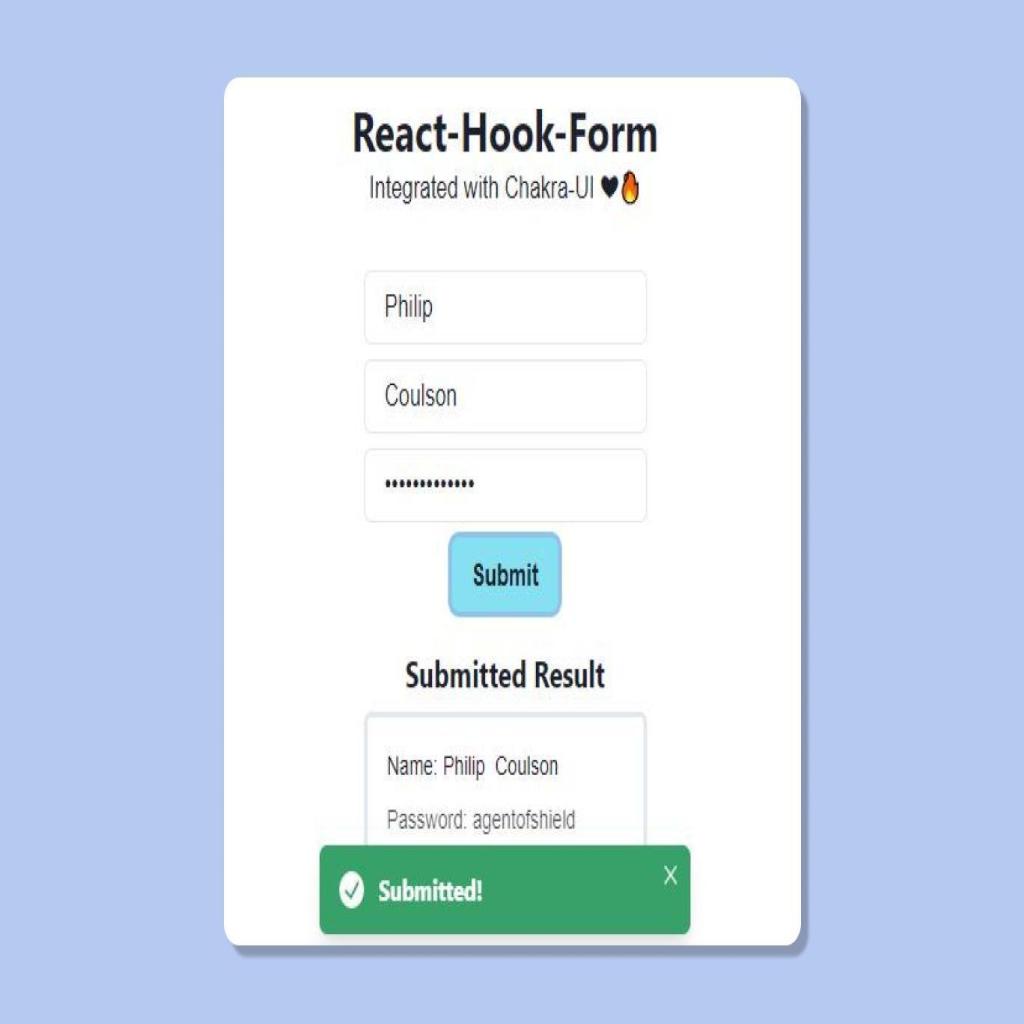 React-Hook-Form
Integrated with Chakra-UI ♥🔥
Philip
Coulson
•••••••••••••
Submit
Submitted Result
Name: Philip  Coulson
Password: agentofshield
Submitted!
X